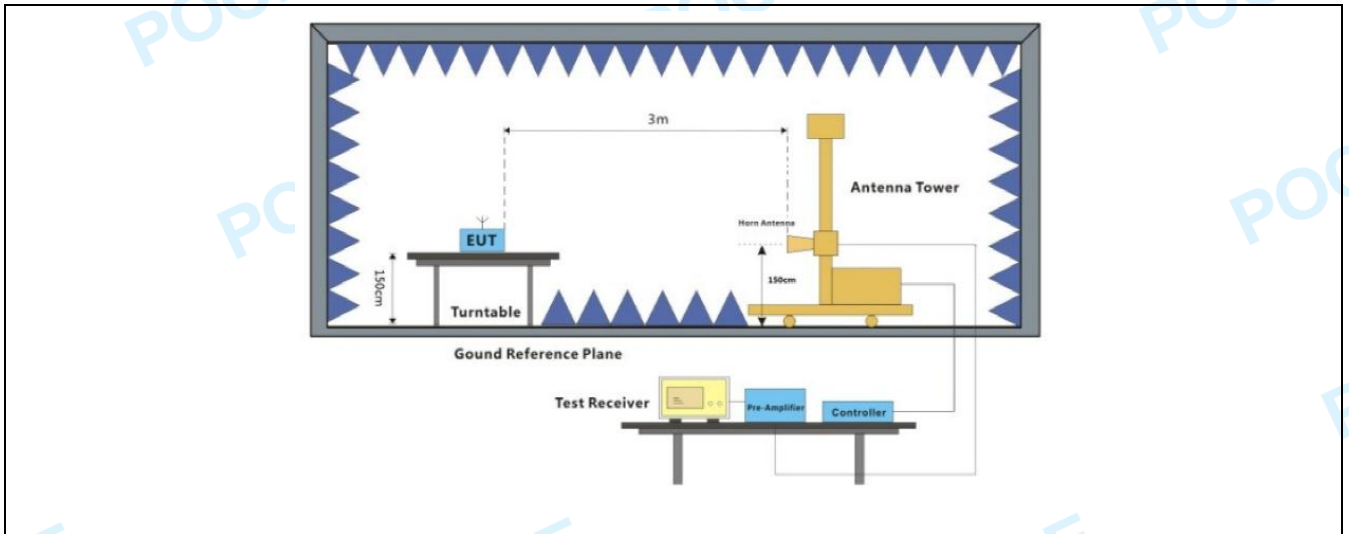 3m
Antenna Tower
Horn Antenna
EUT
150cm
150cm
Turntable
Gound Reference Plane
Test Receiver
Pre-Amplifier
Controller